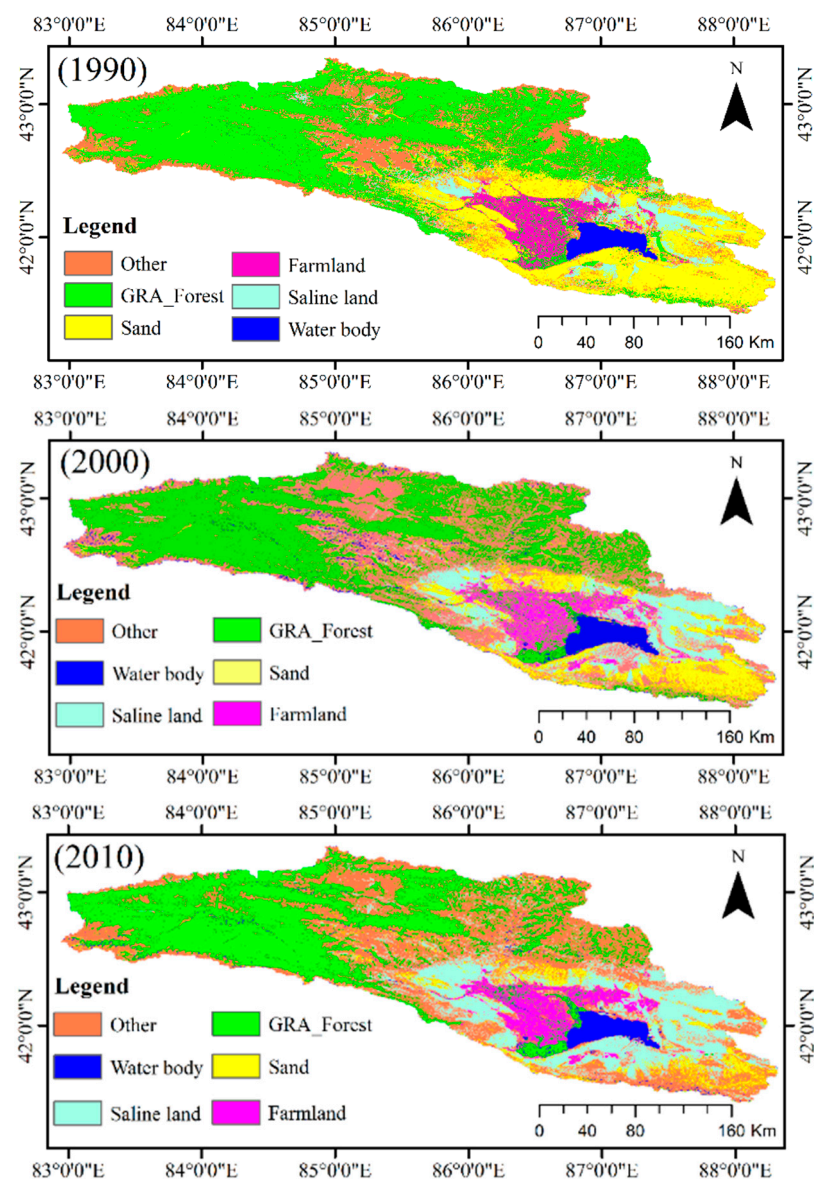 83°0'0"E 84°0'0"E 85°0'0"E 86°0'0"E 87°0'0"E 88°0'0"E
(1990)
N
43°0'0"N 43°0'0"N
42°0'0"N 42°0'0"N
Legend
Other Farmland
GRA_Forest Saline land
Sand Water body
0 40 80 160 Km
83°0'0"E 84°0'0"E 85°0'0"E 86°0'0"E 87°0'0"E 88°0'0"E
83°0'0"E 84°0'0"E 85°0'0"E 86°0'0"E 87°0'0"E 88°0'0"E
(2000)
N
43°0'0"N 43°0'0"N
42°0'0"N 42°0'0"N
Legend
Other GRA_Forest
Water body Sand
Saline land Farmland
0 40 80 160 Km
83°0'0"E 84°0'0"E 85°0'0"E 86°0'0"E 87°0'0"E 88°0'0"E
83°0'0"E 84°0'0"E 85°0'0"E 86°0'0"E 87°0'0"E 88°0'0"E
(2010)
N
43°0'0"N 43°0'0"N
42°0'0"N 42°0'0"N
Legend
Other GRA_Forest
Water body Sand
Saline land Farmland
0 40 80 160 Km
83°0'0"E 84°0'0"E 85°0'0"E 86°0'0"E 87°0'0"E 88°0'0"E